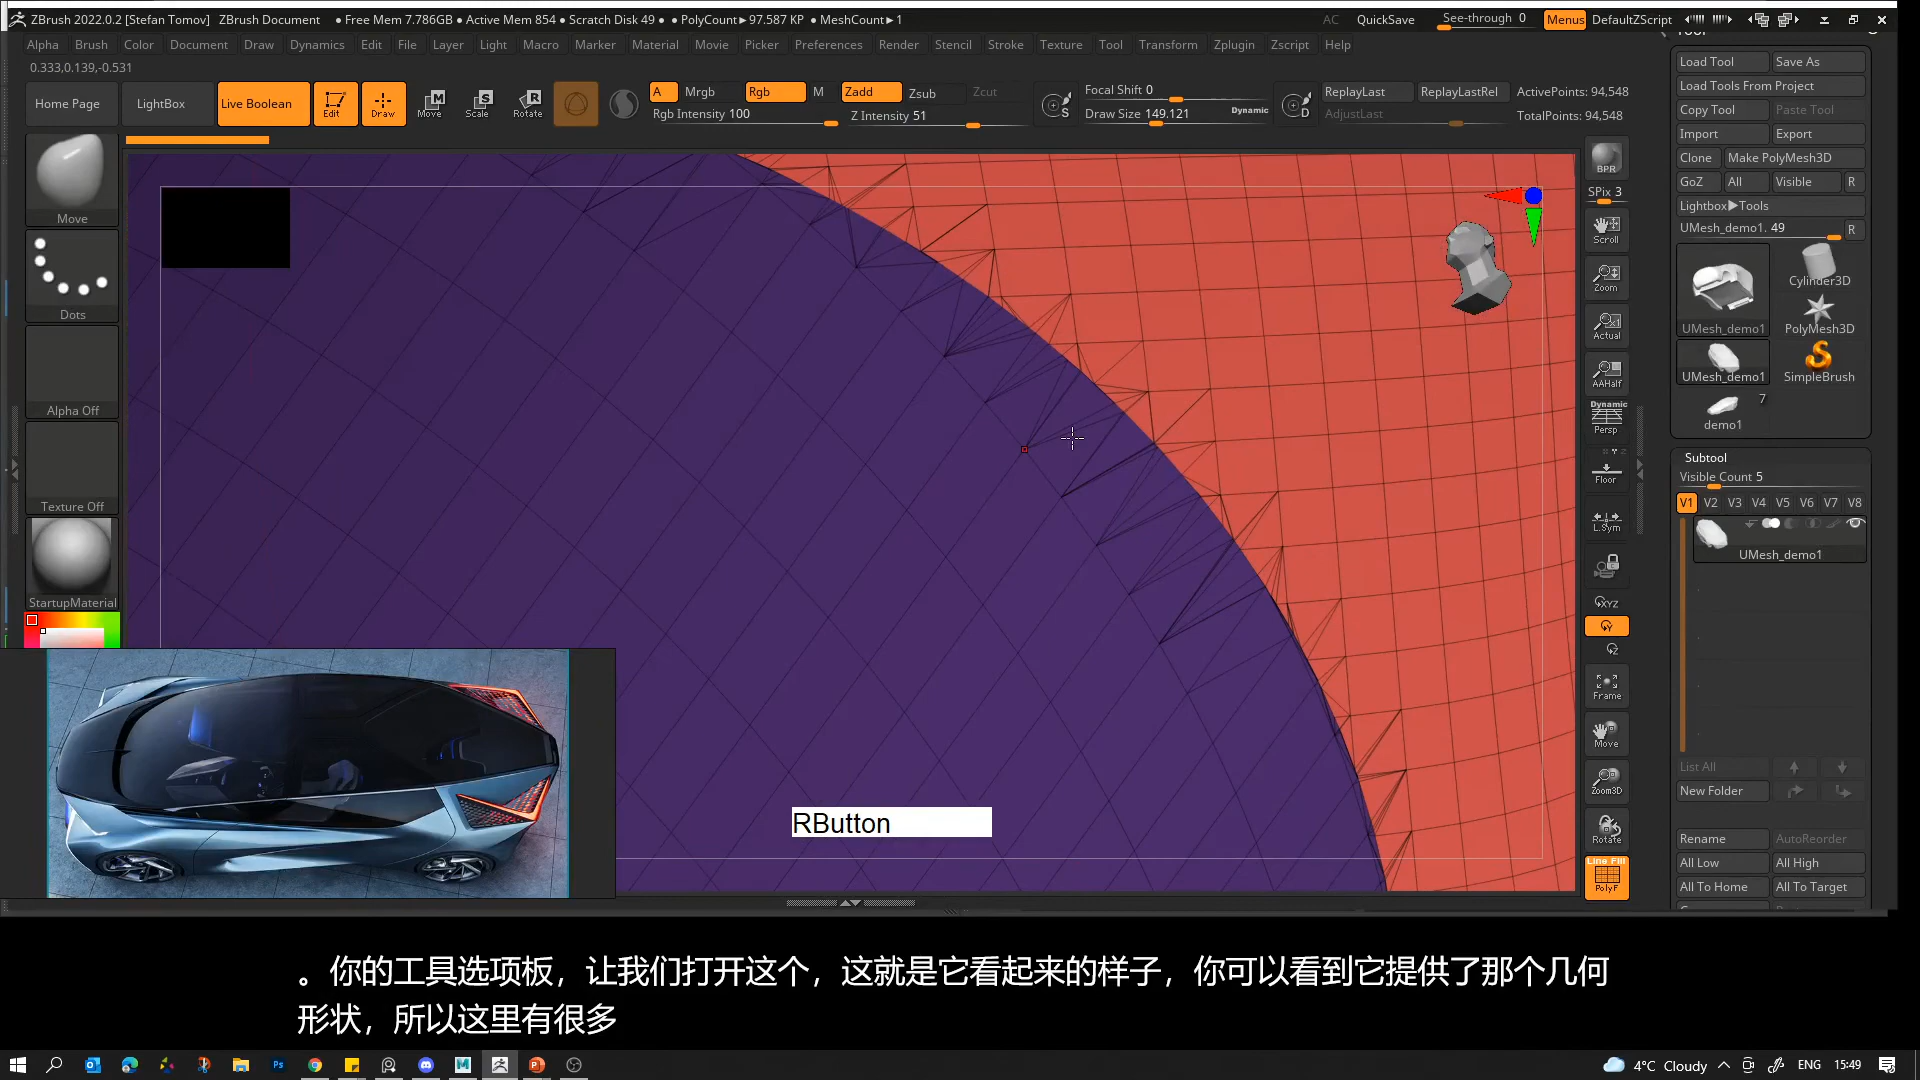 ZBrush 2022.0.2 [Stefan Tomov] ZBrush Document ● Free Mem 7.786GB ● Active Mem 854 ● Scratch Disk 49 ● ● PolyCount▶97.587 KP ● MeshCount▶1 AC QuickSave See-through 0 Menus DefaultZScript
Alpha Brush Color Document Draw Dynamics Edit File Layer Light Macro Marker Material Movie Picker Preferences Render Stencil Stroke Texture Tool Transform Zplugin Zscript Help
0.333,0.139,-0.531
Home Page LightBox Live Boolean Edit Draw Move Scale Rotate
A Mrgb Rgb M Zadd Zsub Zcut
Rgb Intensity 100 Z Intensity 51
Focal Shift 0
Draw Size 149.121 Dynamic
S D
ReplayLast ReplayLastRel ActivePoints: 94,548
AdjustLast TotalPoints: 94,548
Move
Dots
Alpha Off
Texture Off
StartupMaterial
BPR
SPix 3
Scroll
Zoom
Actual
AAHalf
Dynamic
Persp
Floor
L.Sym
XYZ
Y
Z
Frame
Move
Zoom3D
Rotate
Line Fill
PolyF
Load Tool Save As
Load Tools From Project
Copy Tool Paste Tool
Import Export
Clone Make PolyMesh3D
GoZ All Visible R
Lightbox▶Tools
UMesh_demo1. 49 R
UMesh_demo1 Cylinder3D
PolyMesh3D
UMesh_demo1 SimpleBrush
7
demo1
Subtool
Visible Count 5
V1 V2 V3 V4 V5 V6 V7 V8
UMesh_demo1
List All
New Folder
Rename AutoReorder
All Low All High
All To Home All To Target
RButton
。你的工具选项板，让我们打开这个，这就是它看起来的样子，你可以看到它提供了那个几何
形状，所以这里有很多
4°C Cloudy ENG 15:49